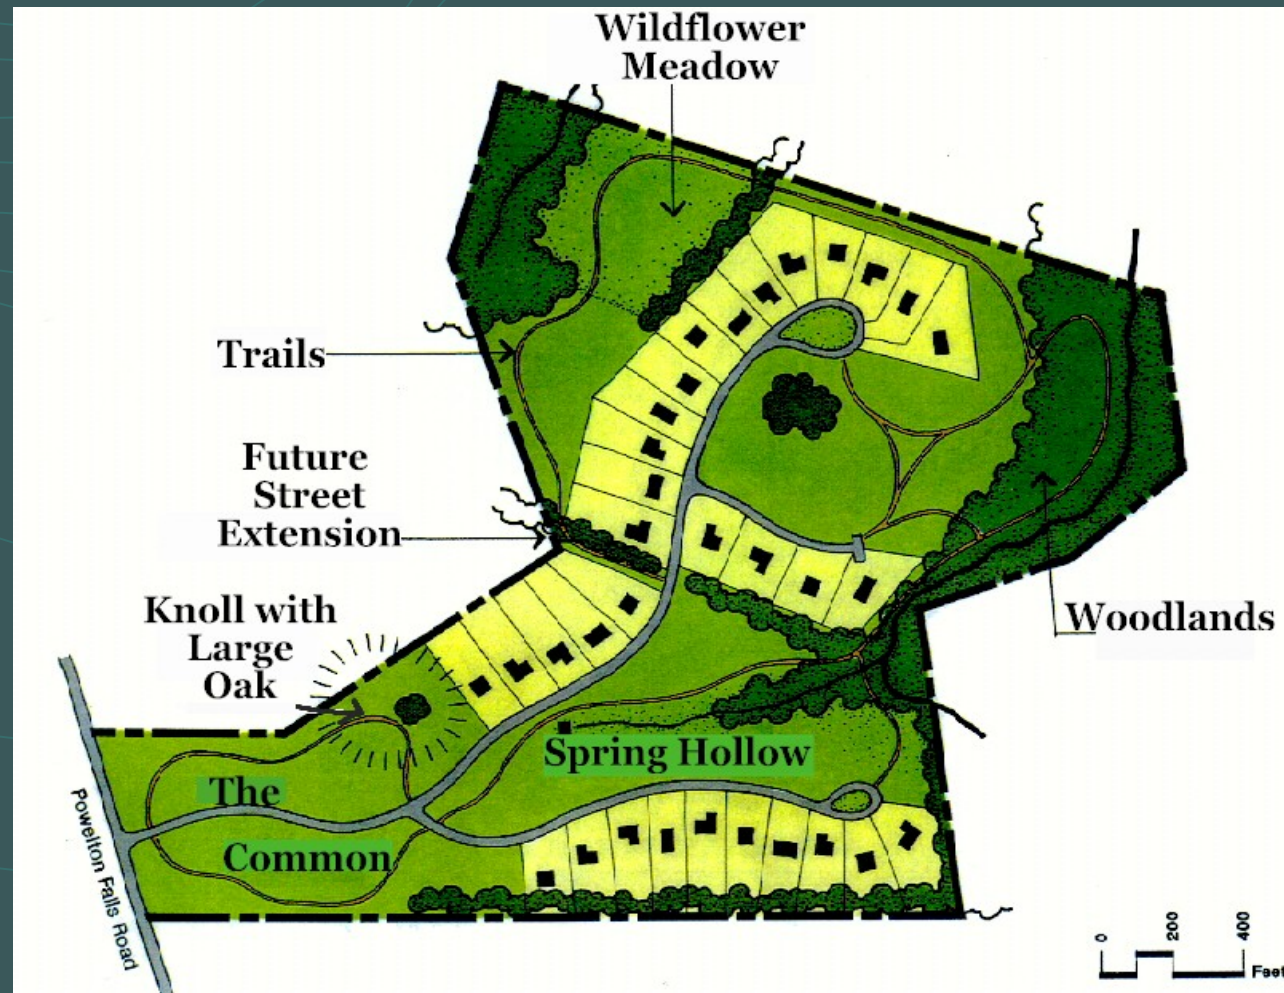 Wildflower
Meadow
Trails
Future
Street
Extension
Knoll with
Large
Oak
Woodlands
Spring Hollow
The
Common
Powelton Falls Road
0
200
400
Feet